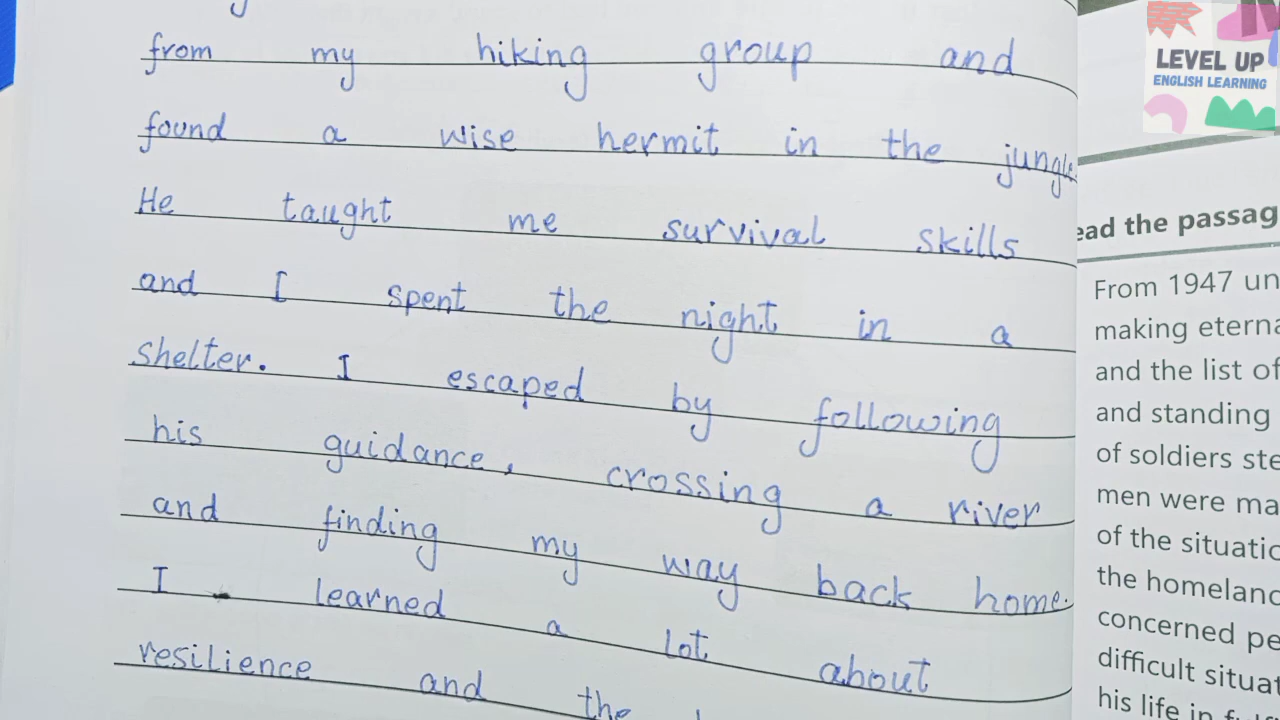 from my hiking group and
found a wise hermit in the jungle.
He taught me survival skills
and I spent the night in a
shelter. I escaped by following
his guidance, crossing a river
and finding my way back home.
I learned a lot about
resilience and the
LEVEL UP
ENGLISH LEARNING
ead the passag
From 1947 un
making eterna
and the list of
and standing
of soldiers ste
men were ma
of the situatio
the homeland
concerned pe
difficult situat
his life in